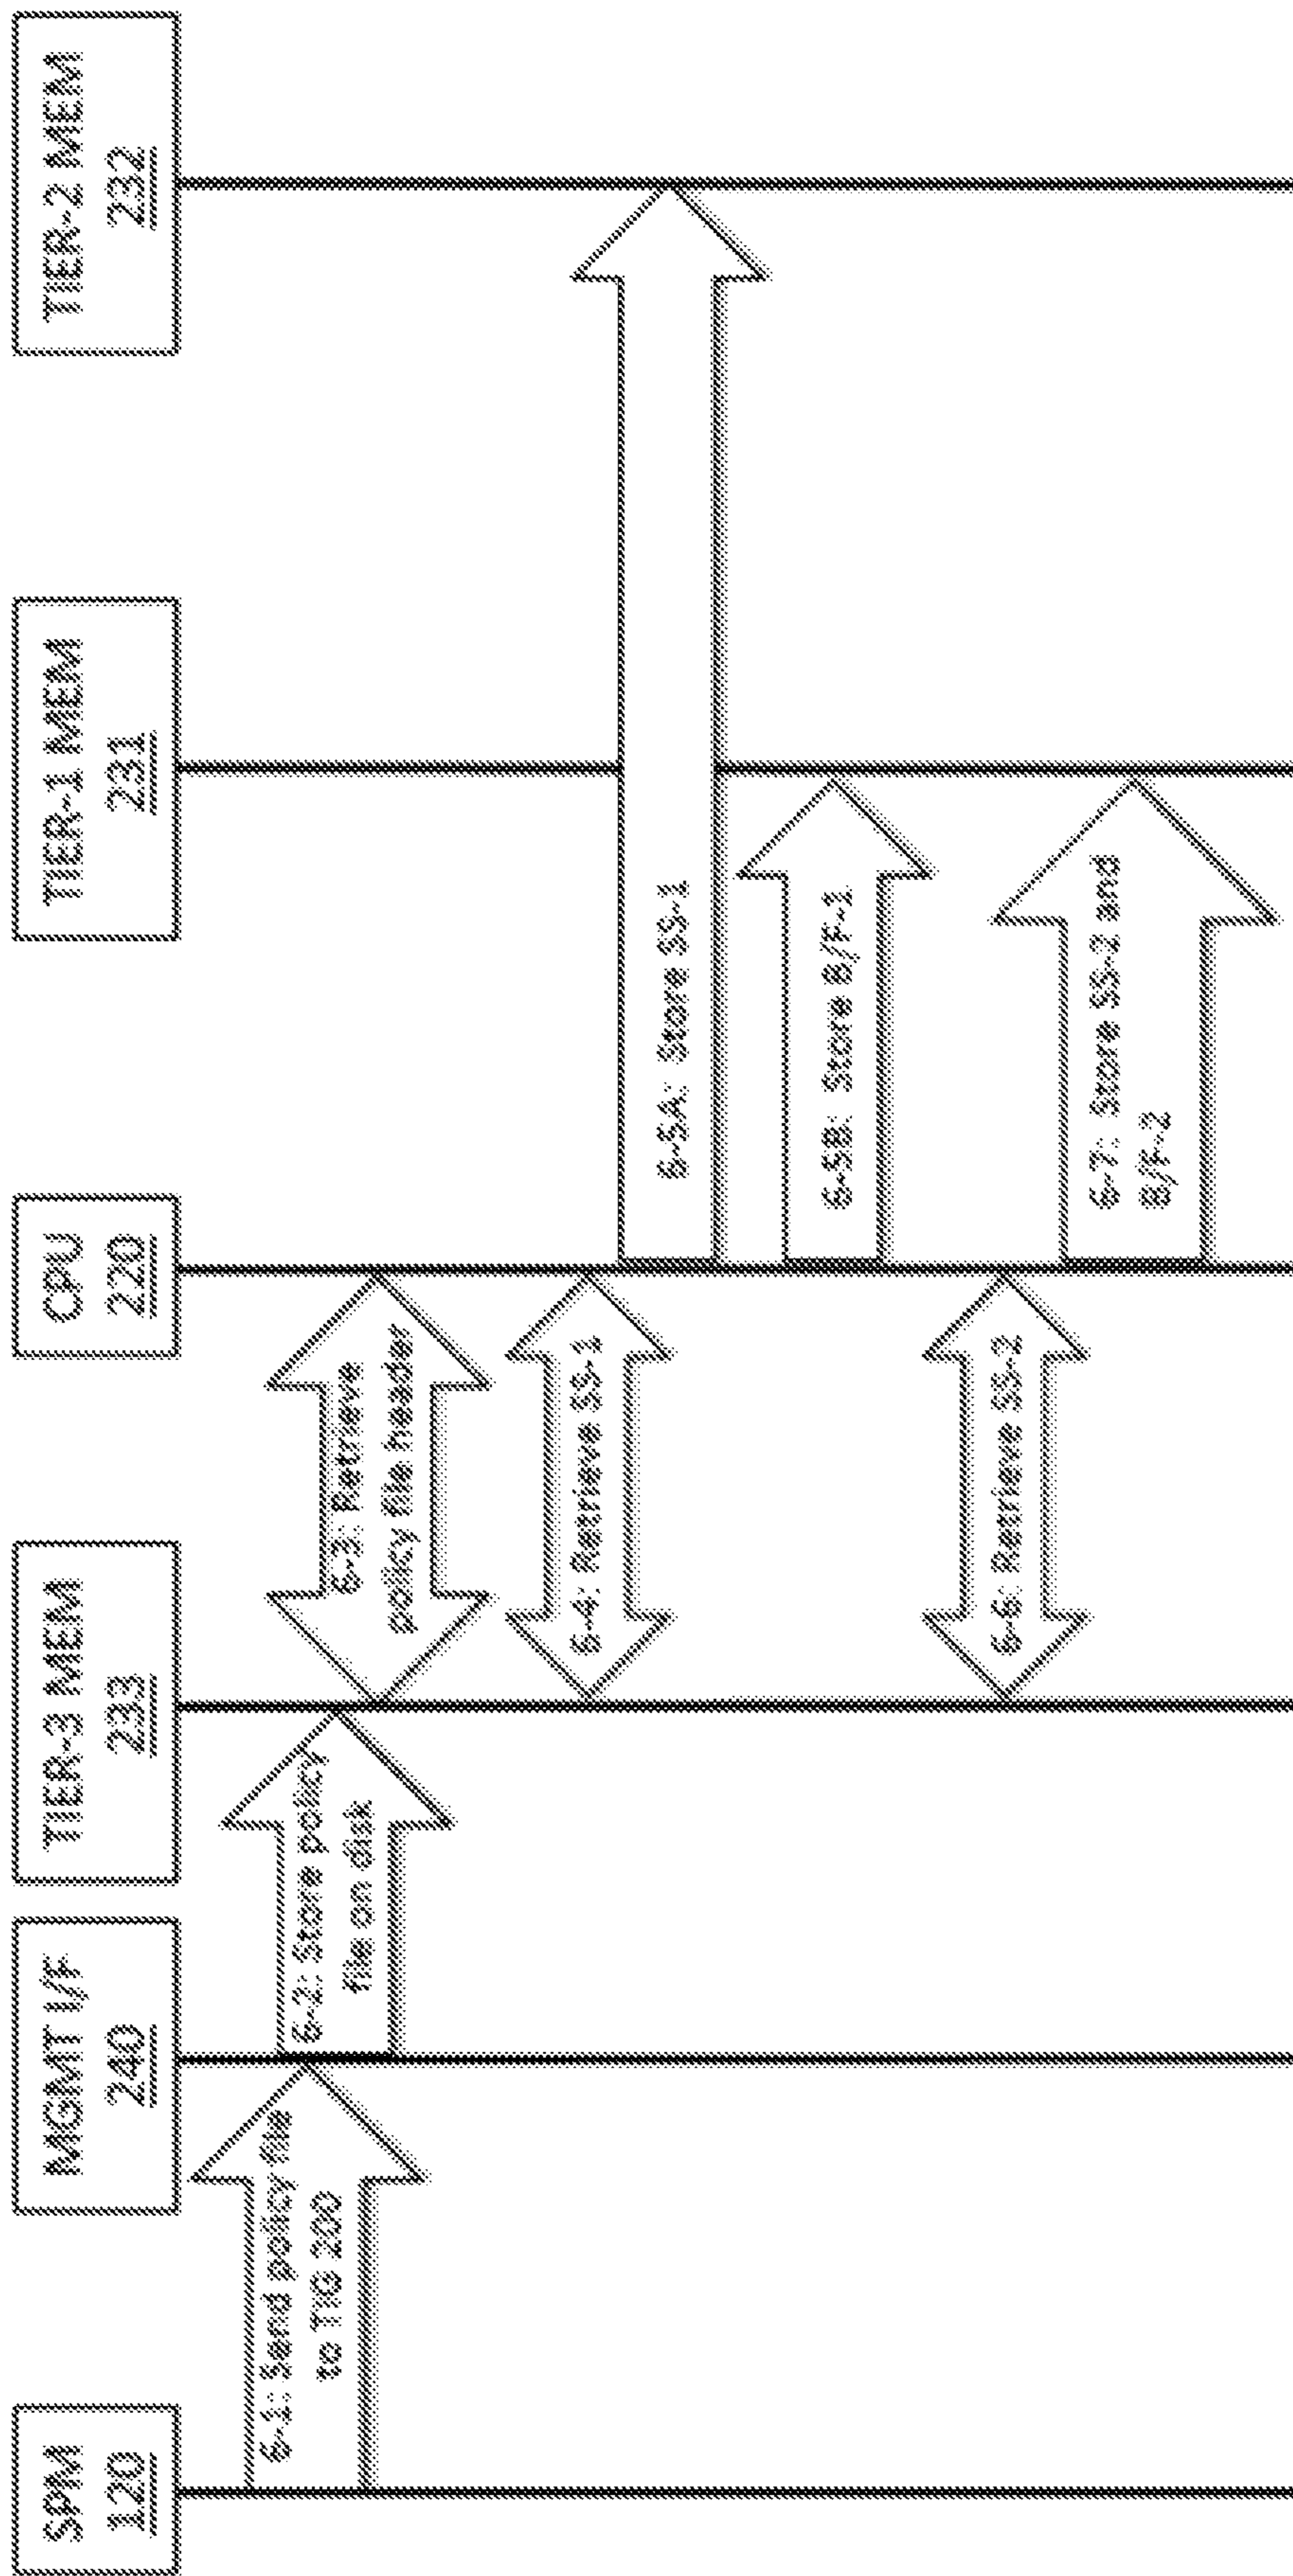 SPM
120
MGMT I/F
240
TIER-3 MEM
233
CPU
220
TIER-1 MEM
231
TIER-2 MEM
232
6-1: Send policy file
to TIG 200
6-2: Store policy
file on disk
6-3: Retrieve
policy file header
6-4: Retrieve SS-1
6-5A: Store SS-1
6-5B: Store B/F-1
6-6: Retrieve SS-2
6-7: Store SS-2 and
B/F-2